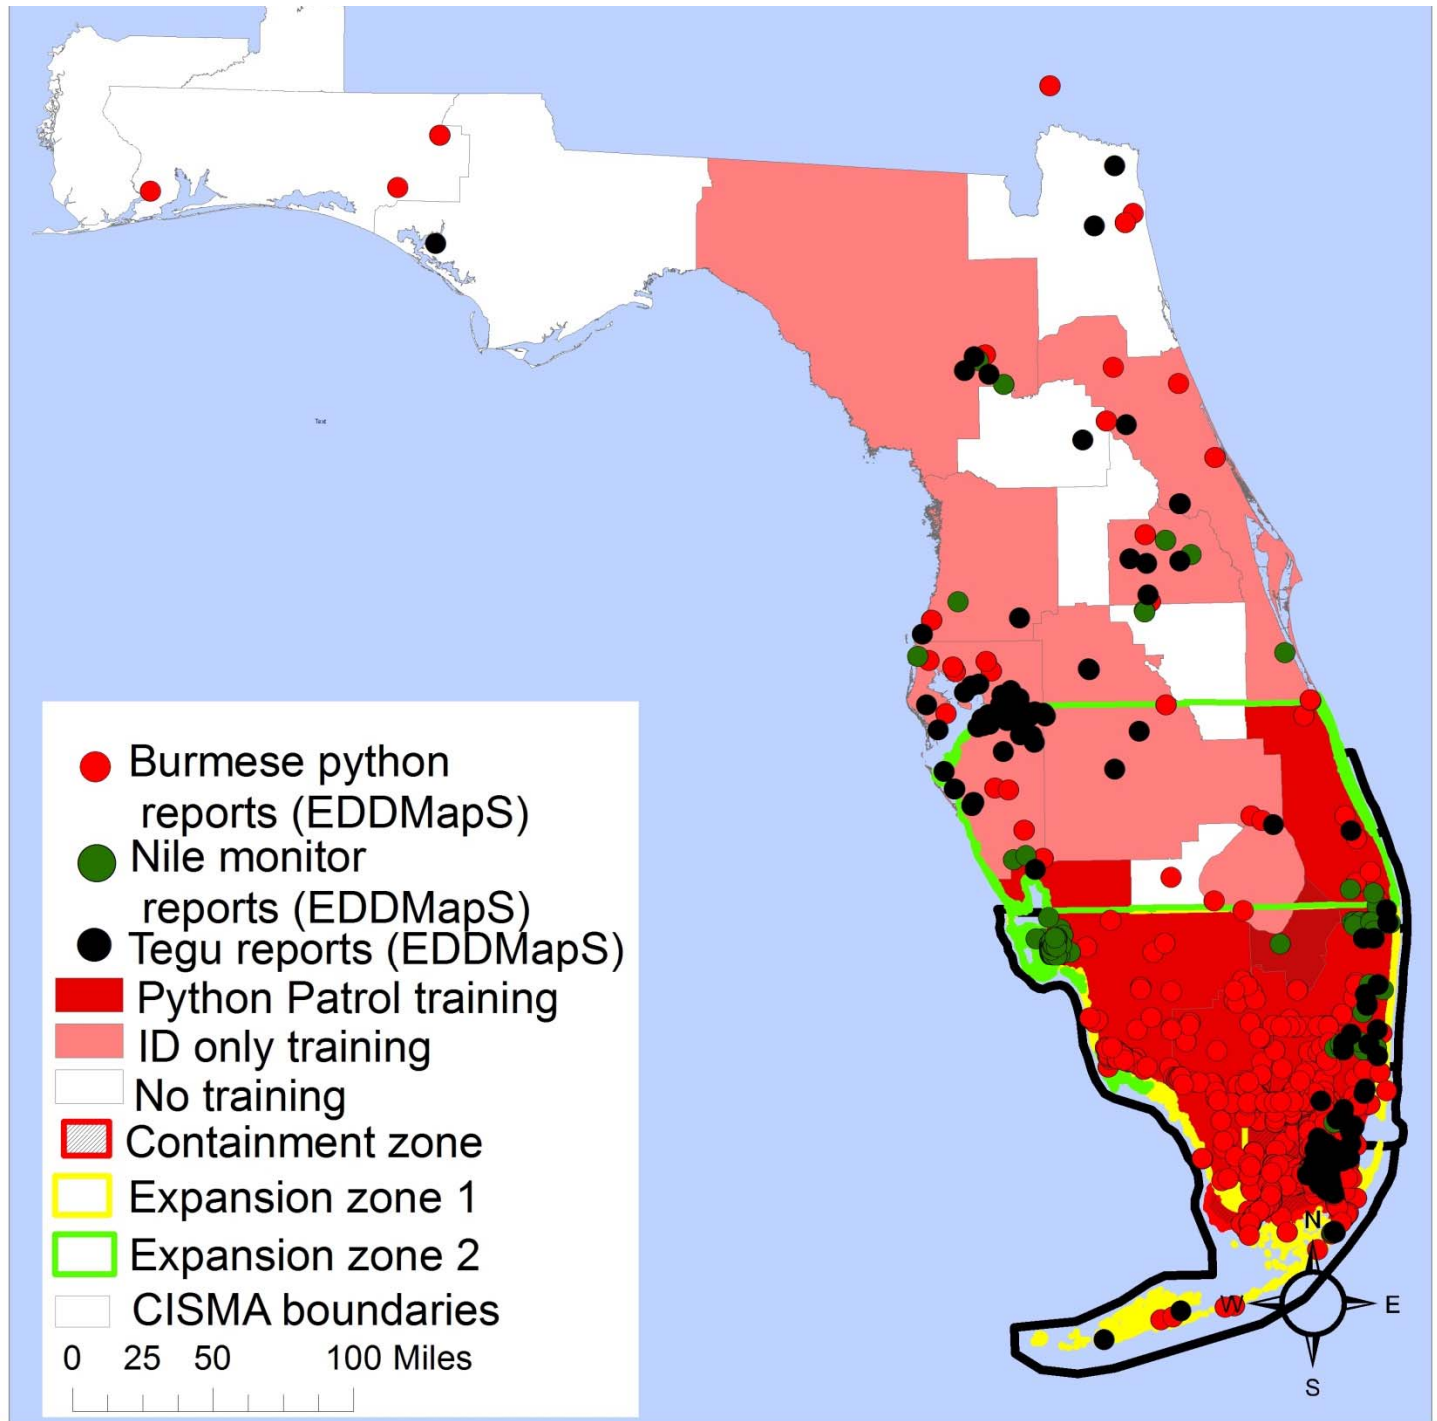 Text
Burmese python
reports (EDDMapS)
Nile monitor
reports (EDDMapS)
Tegu reports (EDDMapS)
Python Patrol training
ID only training
No training
Containment zone
Expansion zone 1
Expansion zone 2
CISMA boundaries
0 25 50 100 Miles
N
W E
S